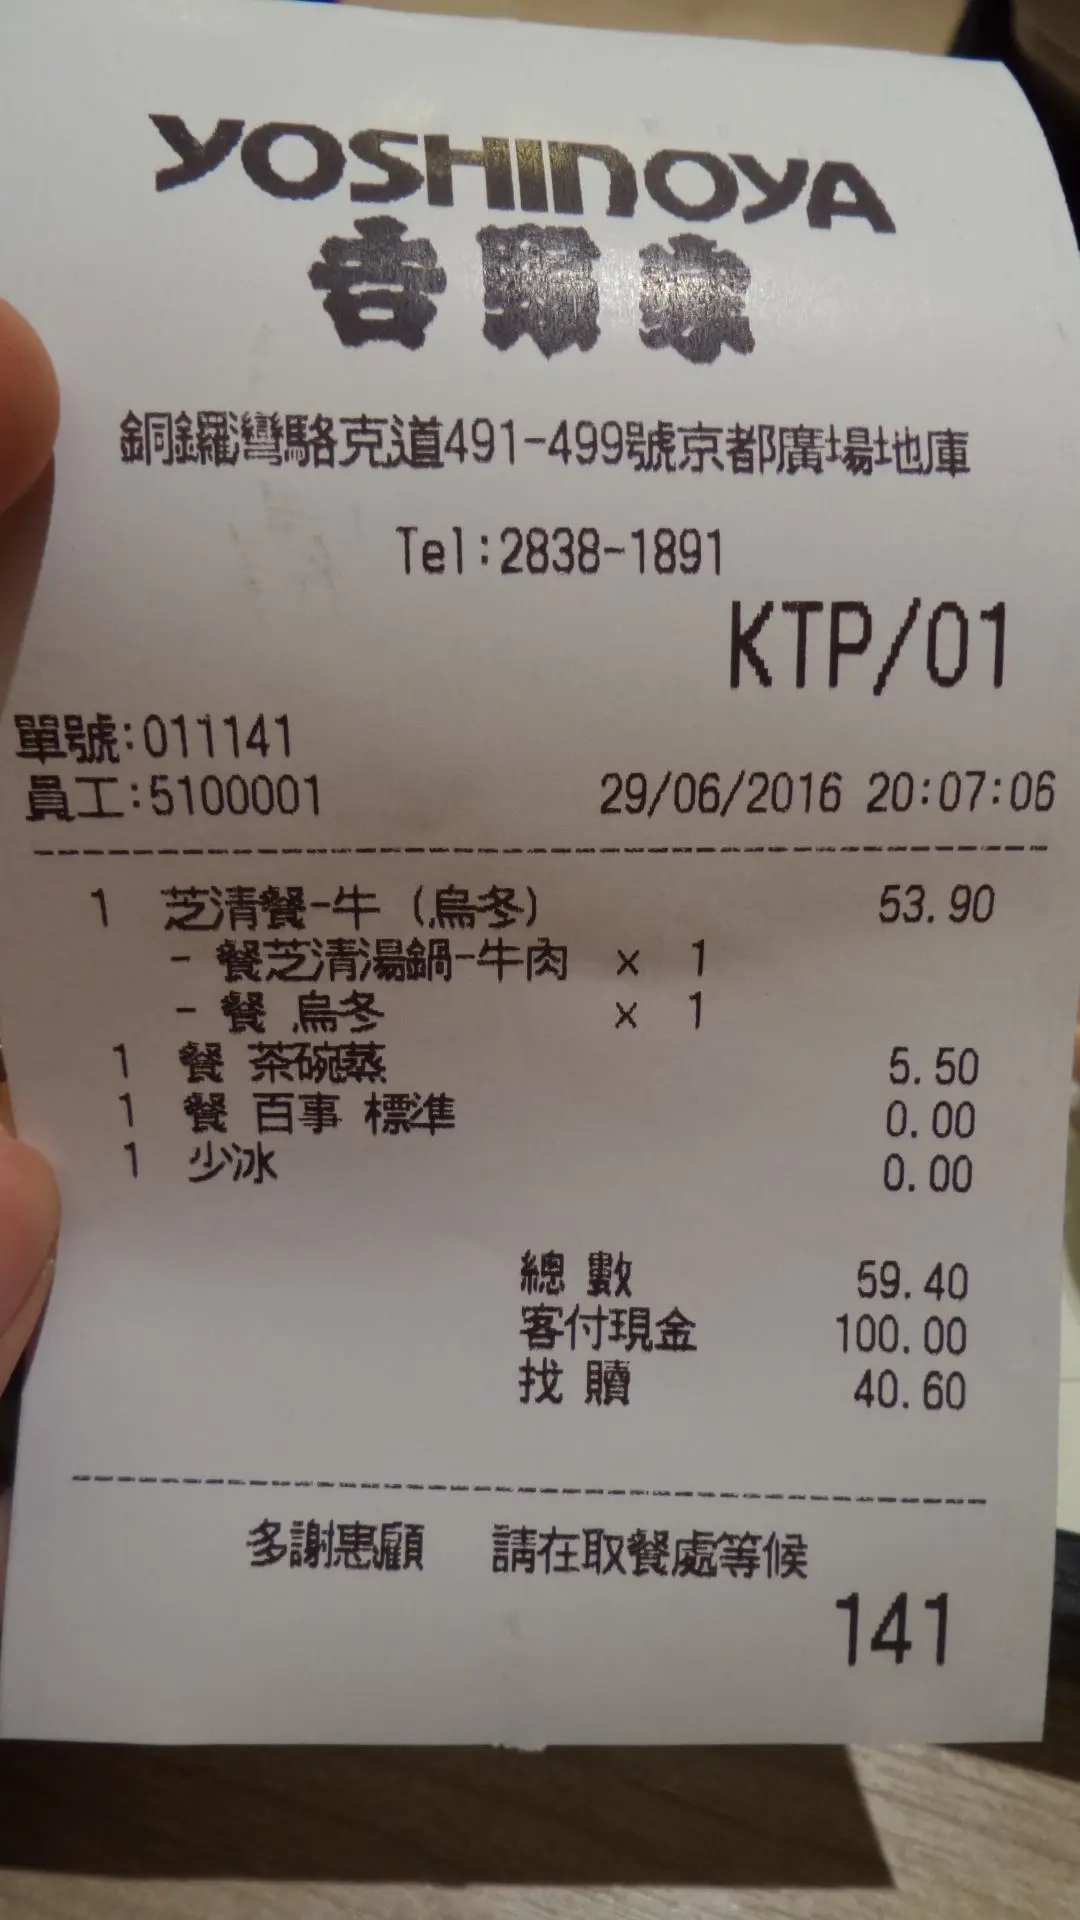 YOSHINOYA
吉野家
銅鑼灣駱克道491-499號京都廣場地庫
Tel:2838-1891
KTP/01
單號:011141
員工:5100001 29/06/2016 20:07:06
1 芝清餐-牛 (烏冬) 53.90
- 餐芝清湯鍋-牛肉 × 1
- 餐 烏冬 × 1
1 餐 茶碗蒸 5.50
1 餐 百事 標準 0.00
1 少冰 0.00
總 數 59.40
客付現金 100.00
找 贖 40.60
多謝惠顧 請在取餐處等候
141